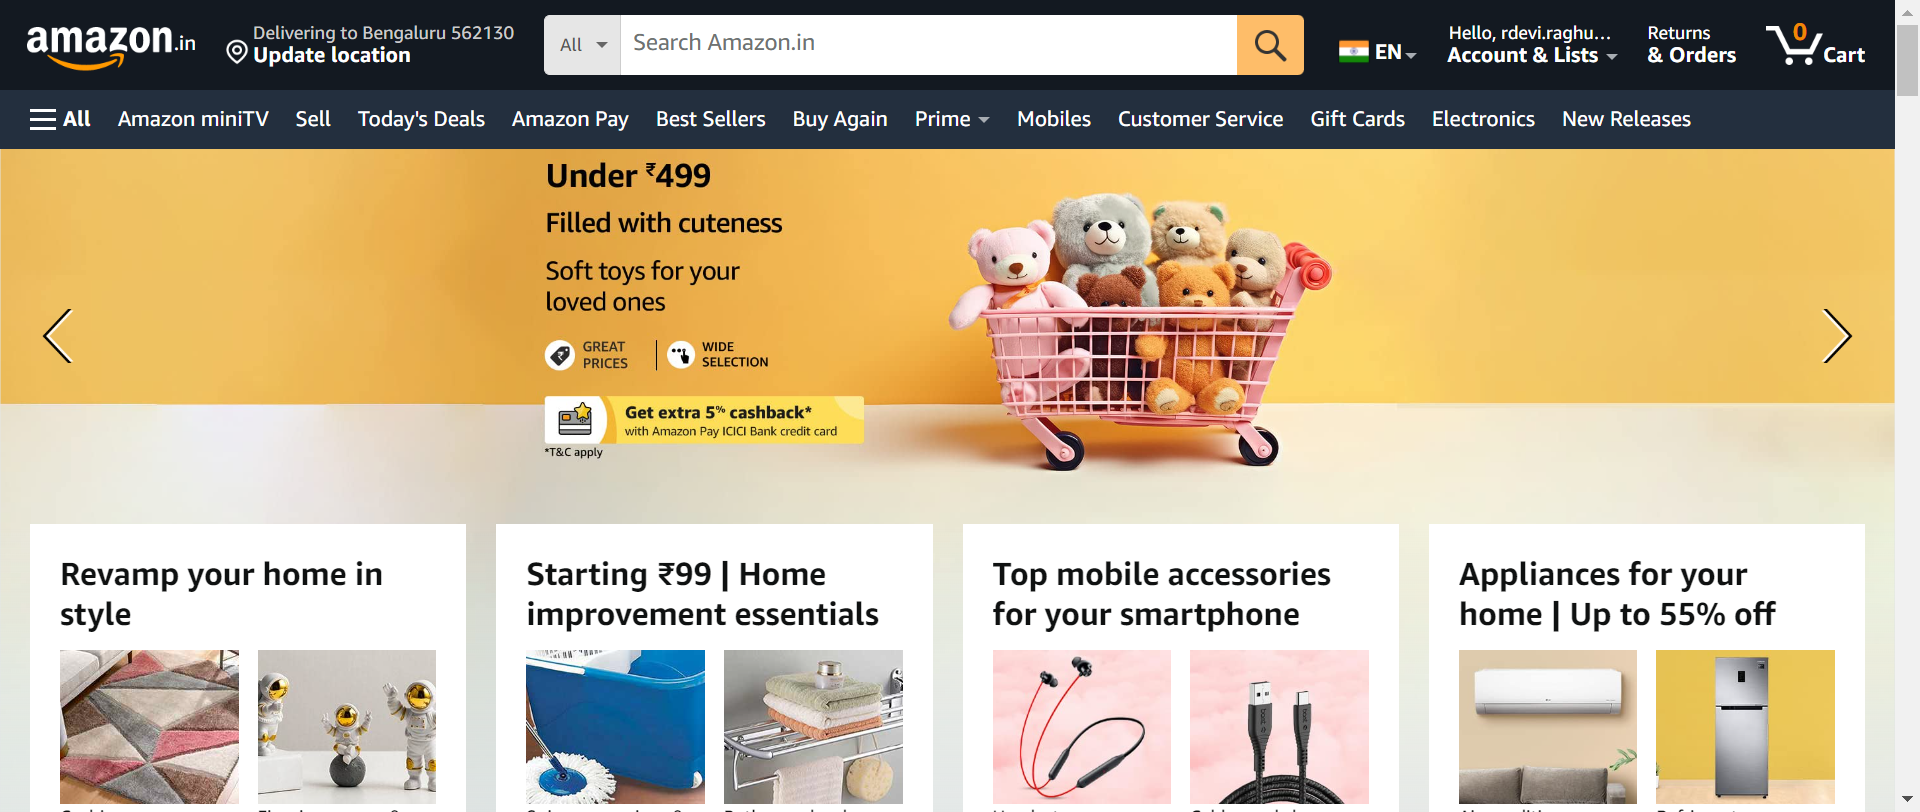 amazon.in
Delivering to Bengaluru 562130
Update location
All
Search Amazon.in
EN
Hello, rdevi.raghu...
Account & Lists
Returns
& Orders
0
Cart
All
Amazon miniTV
Sell
Today's Deals
Amazon Pay
Best Sellers
Buy Again
Prime
Mobiles
Customer Service
Gift Cards
Electronics
New Releases
Under ₹499
Filled with cuteness
Soft toys for your
loved ones
GREAT
PRICES
WIDE
SELECTION
Get extra 5% cashback*
with Amazon Pay ICICI Bank credit card
*T&C apply
Revamp your home in
style
Starting ₹99 | Home
improvement essentials
Top mobile accessories
for your smartphone
Appliances for your
home | Up to 55% off